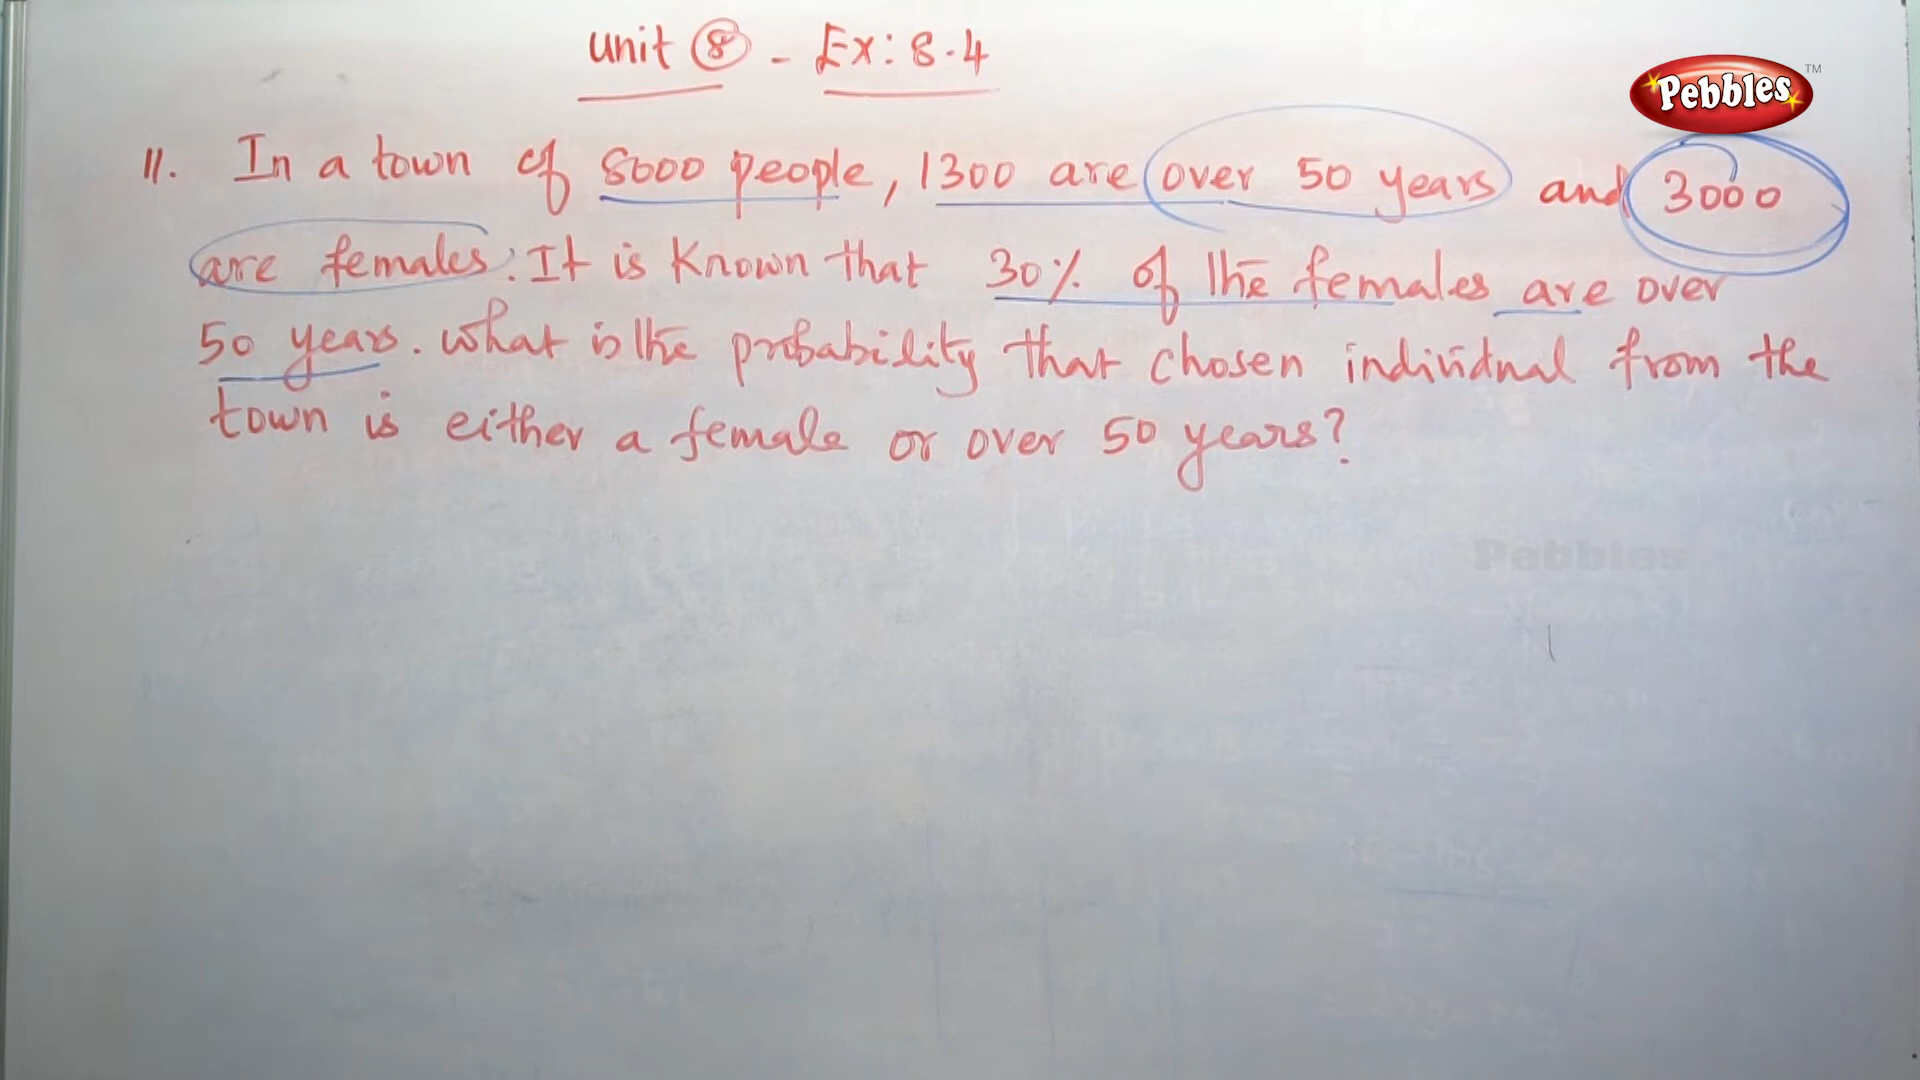 unit 8 - Ex: 8.4
Pebbles TM
11. In a town of 8000 people, 1300 are over 50 years and 3000
are females. It is known that 30% of the females are over
50 years. what is the probability that chosen individual from the
town is either a female or over 50 years?
Pebbles